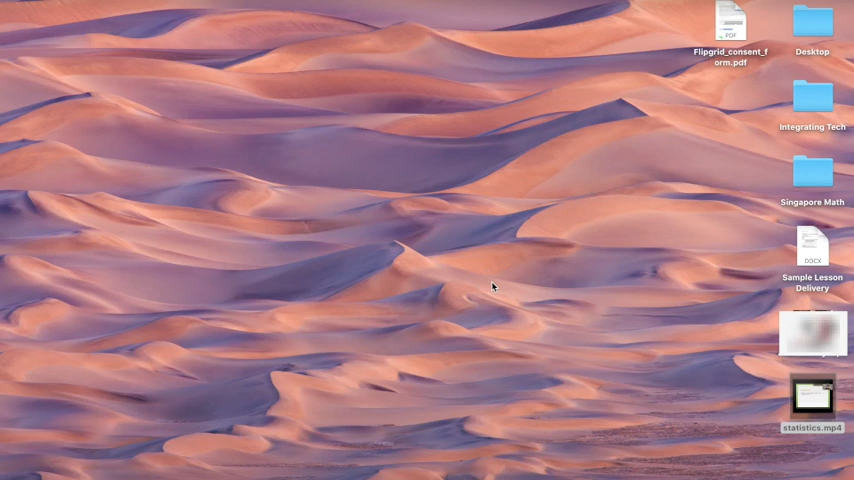 PDF
Flipgrid_consent_f
orm.pdf
Desktop
Integrating Tech
Singapore Math
DOCX
Sample Lesson
Delivery
statistics.mp4